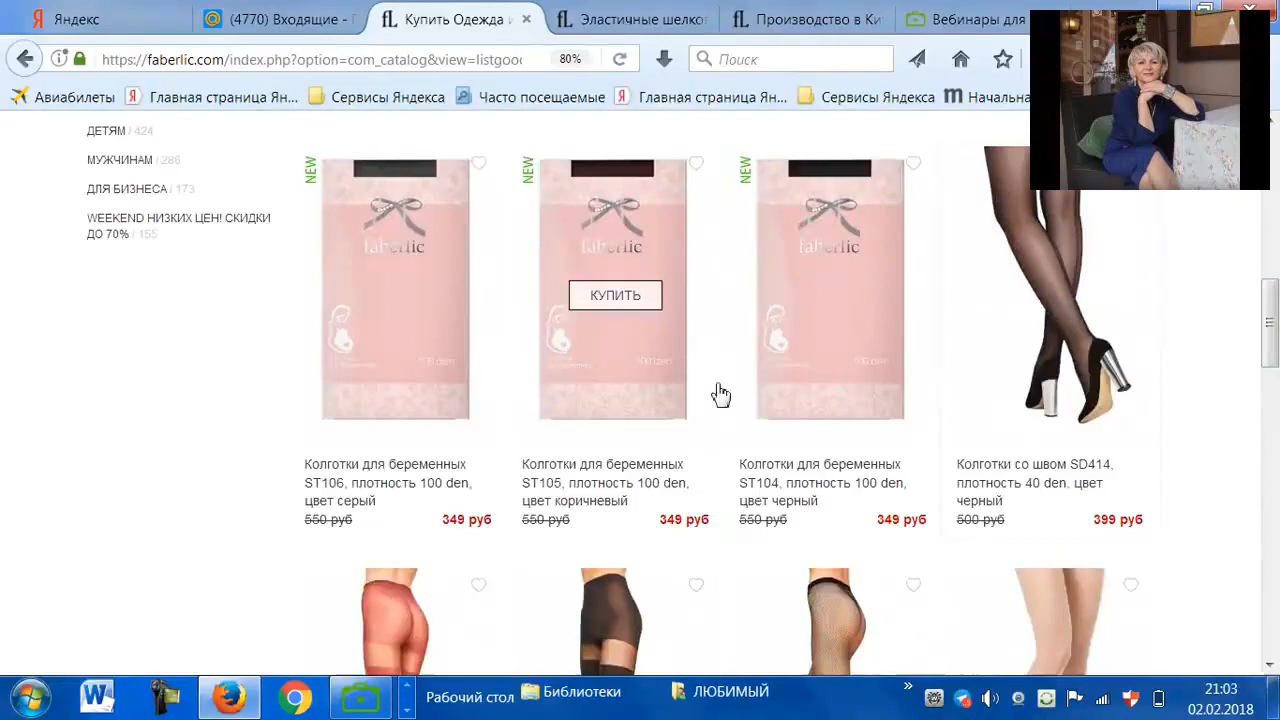 Яндекс
(4770) Входящие -
Купить Одежда и
Эластичные шелков
Производство в Ки
Вебинары для
https://faberlic.com/index.php?option=com_catalog&view=listgooc
80%
Поиск
Авиабилеты
Главная страница Ян...
Сервисы Яндекса
Часто посещаемые
Главная страница Ян...
Сервисы Яндекса
Начальна
ДЕТЯМ / 424
МУЖЧИНАМ / 286
ДЛЯ БИЗНЕСА / 173
WEEKEND НИЗКИХ ЦЕН! СКИДКИ
ДО 70% / 155
NEW
faberlic
100 den
NEW
faberlic
КУПИТЬ
NEW
faberlic
Колготки для беременных
ST106, плотность 100 den,
цвет серый
550 руб
349 руб
Колготки для беременных
ST105, плотность 100 den,
цвет коричневый
550 руб
349 руб
Колготки для беременных
ST104, плотность 100 den,
цвет черный
550 руб
349 руб
Колготки со швом SD414,
плотность 40 den, цвет
черный
500 руб
399 руб
Рабочий стол
Библиотеки
ЛЮБИМЫЙ
21:03
02.02.2018